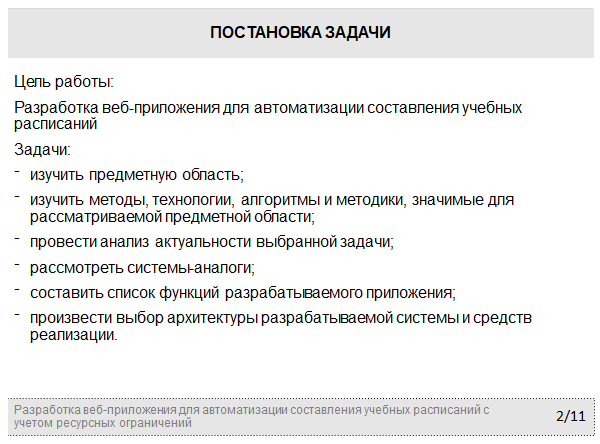 ПОСТАНОВКА ЗАДАЧИ
Цель работы:
Разработка веб-приложения для автоматизации составления учебных
расписаний
Задачи:
- изучить предметную область;
- изучить методы, технологии, алгоритмы и методики, значимые для
рассматриваемой предметной области;
- провести анализ актуальности выбранной задачи;
- рассмотреть системы-аналоги;
- составить список функций разрабатываемого приложения;
- произвести выбор архитектуры разрабатываемой системы и средств
реализации.
Разработка веб-приложения для автоматизации составления учебных расписаний с
учетом ресурсных ограничений
2/11